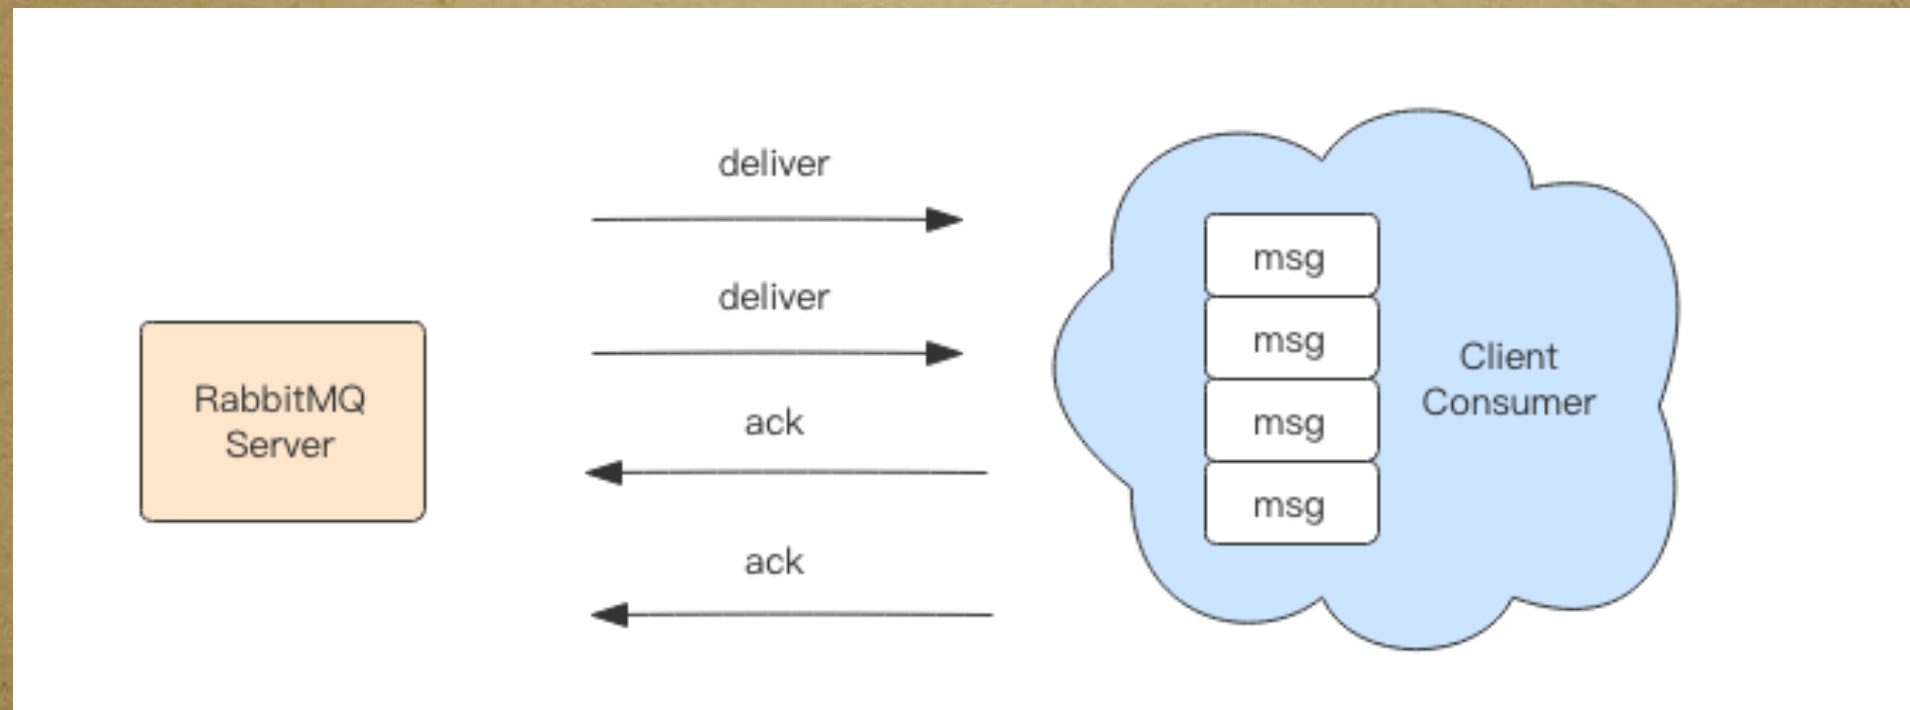 deliver
deliver
RabbitMQ
Server
ack
ack
msg
msg
msg
msg
Client
Consumer